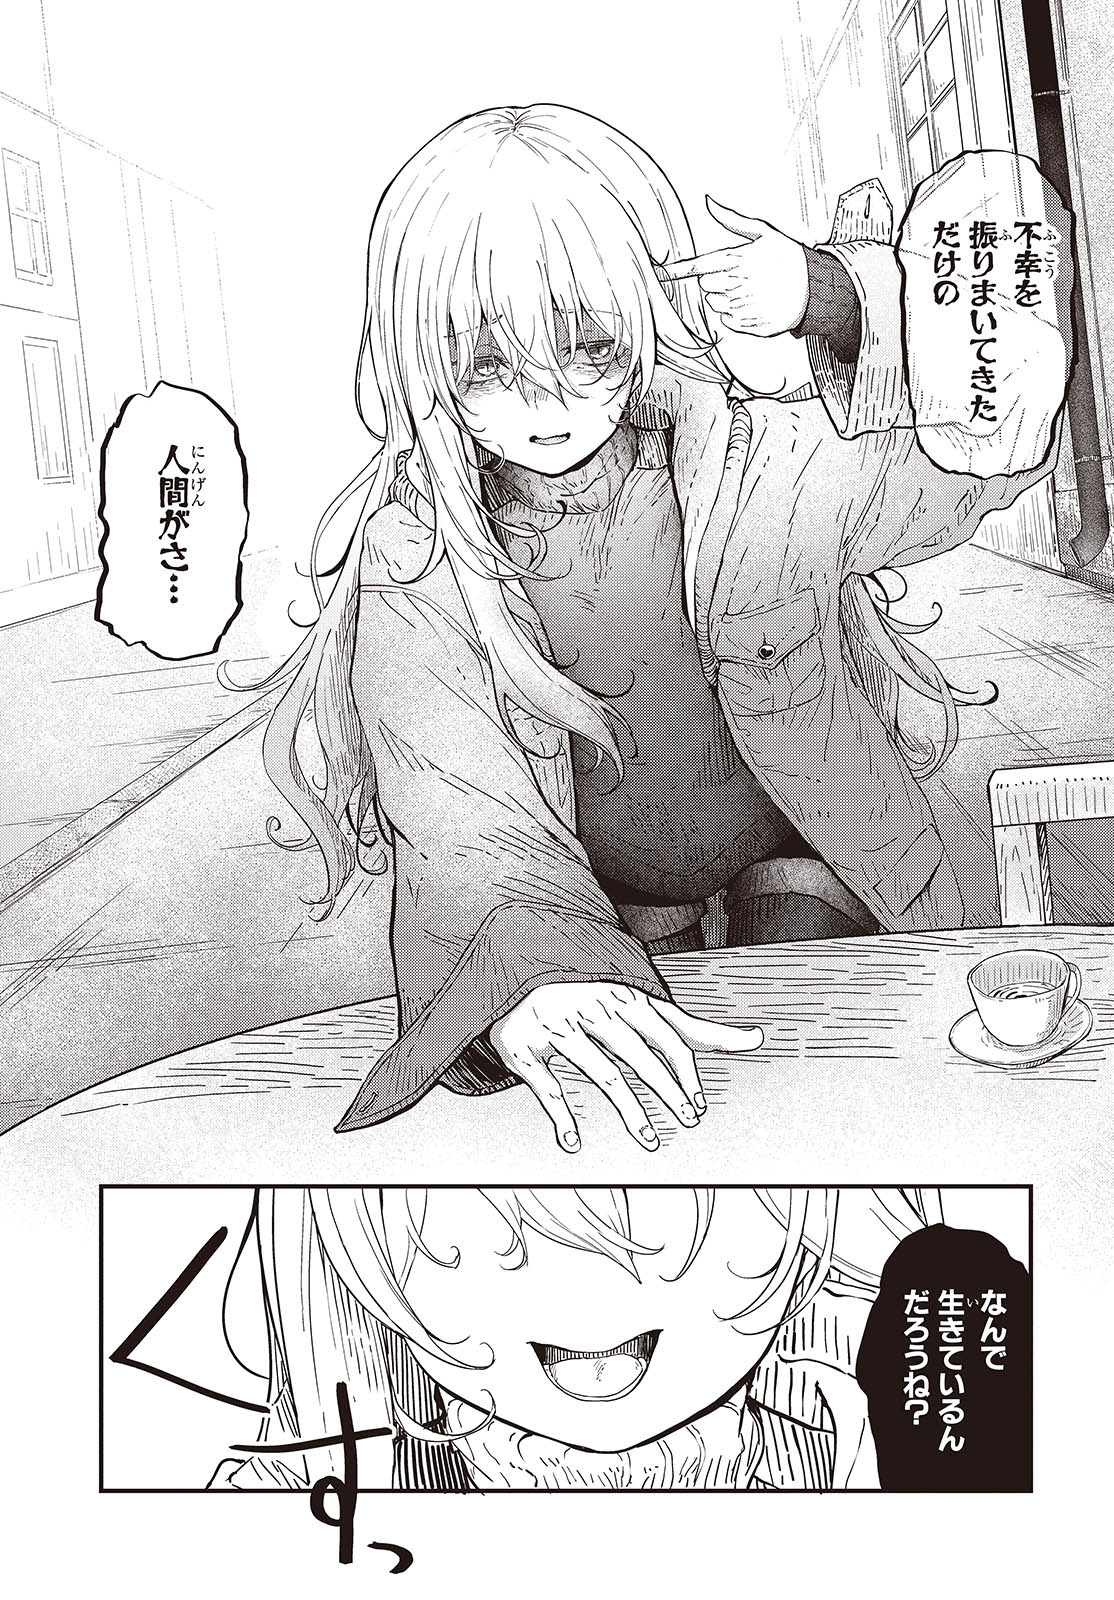 不幸を
振りまいてきた
だけの
人間がさ…
なんで
生きているん
だろうね?
くすっ